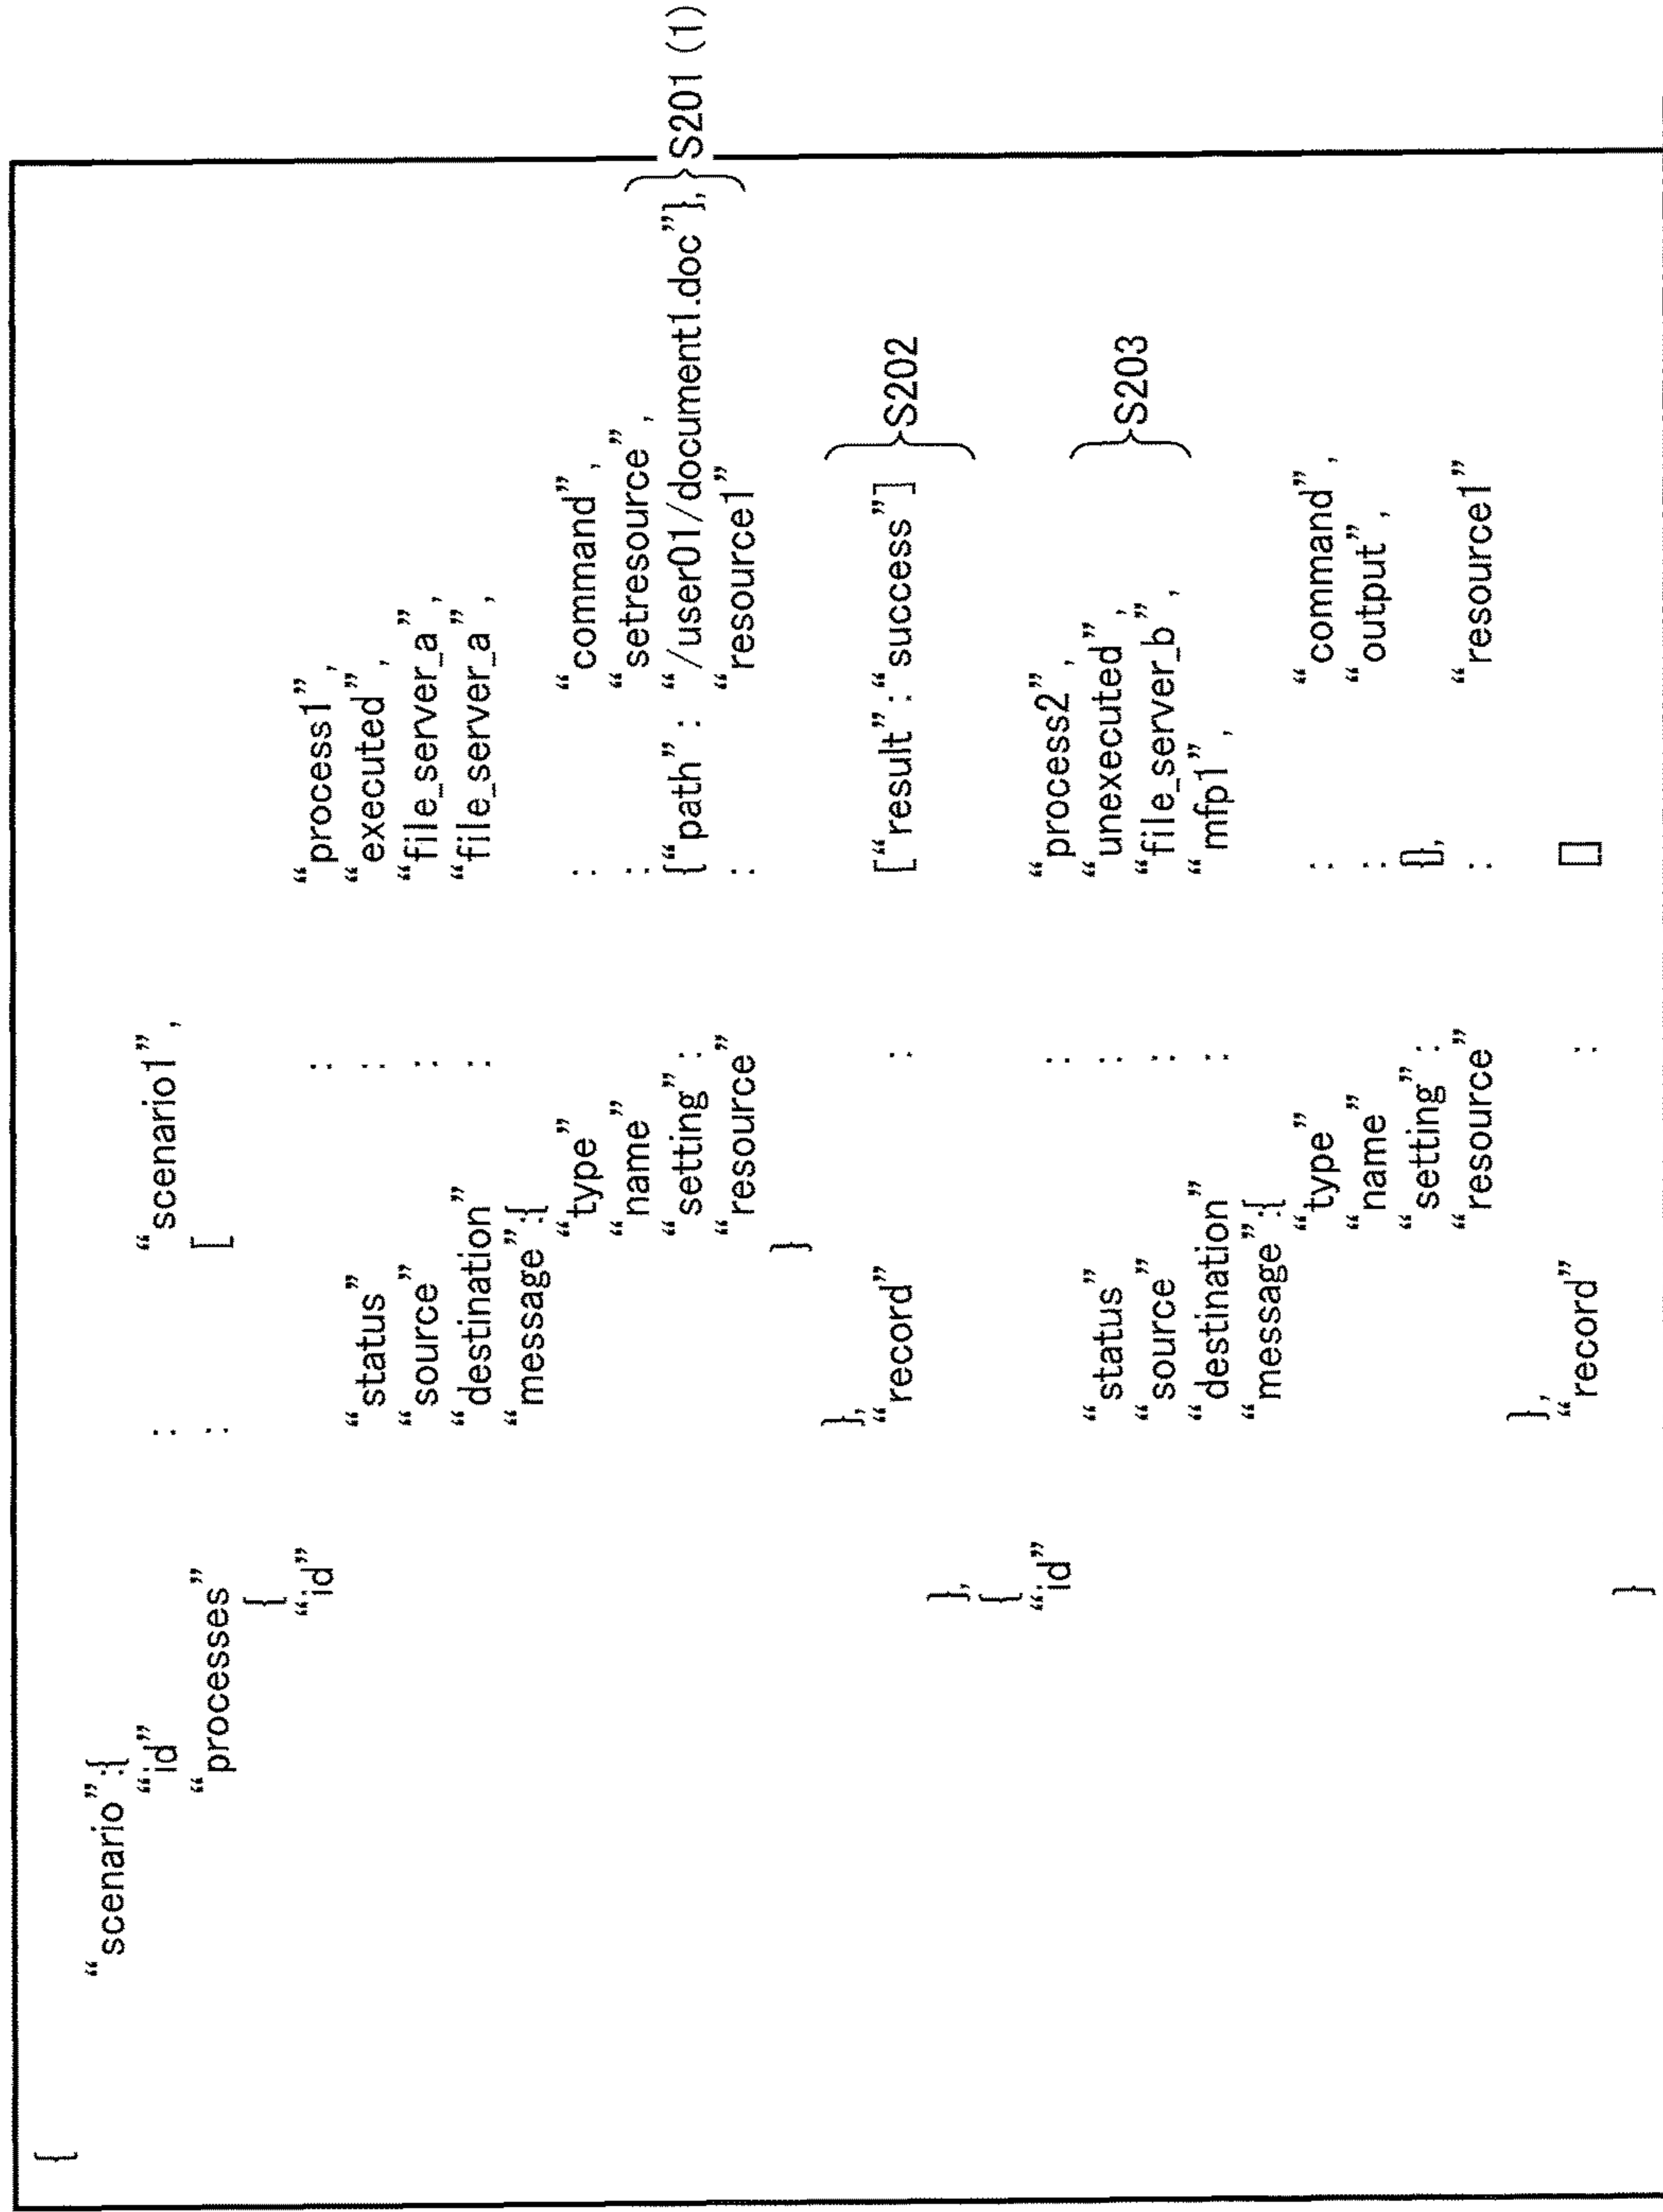 {
“scenario”:{
“id” : “scenario1”,
“processes” : [
{
“id” : “process1”,
“status” : “executed”,
“source” : “file_server_a”,
“destination” : “file_server_a”,
“message”:{
“type” : “command”,
“name” : “setresource”,
“setting” : {“path” : “/user01/document1.doc”}, S201 (1)
“resource” : “resource1”
}
},
“record” : [“result”:“success”] S202
},
{
“id” : “process2”,
“status” : “unexecuted”,
“source” : “file_server_b”, S203
“destination” : “mfp1”,
“message”:{
“type” : “command”,
“name” : “output”,
“setting” : {},
“resource” : “resource1”
},
“record” : []
}